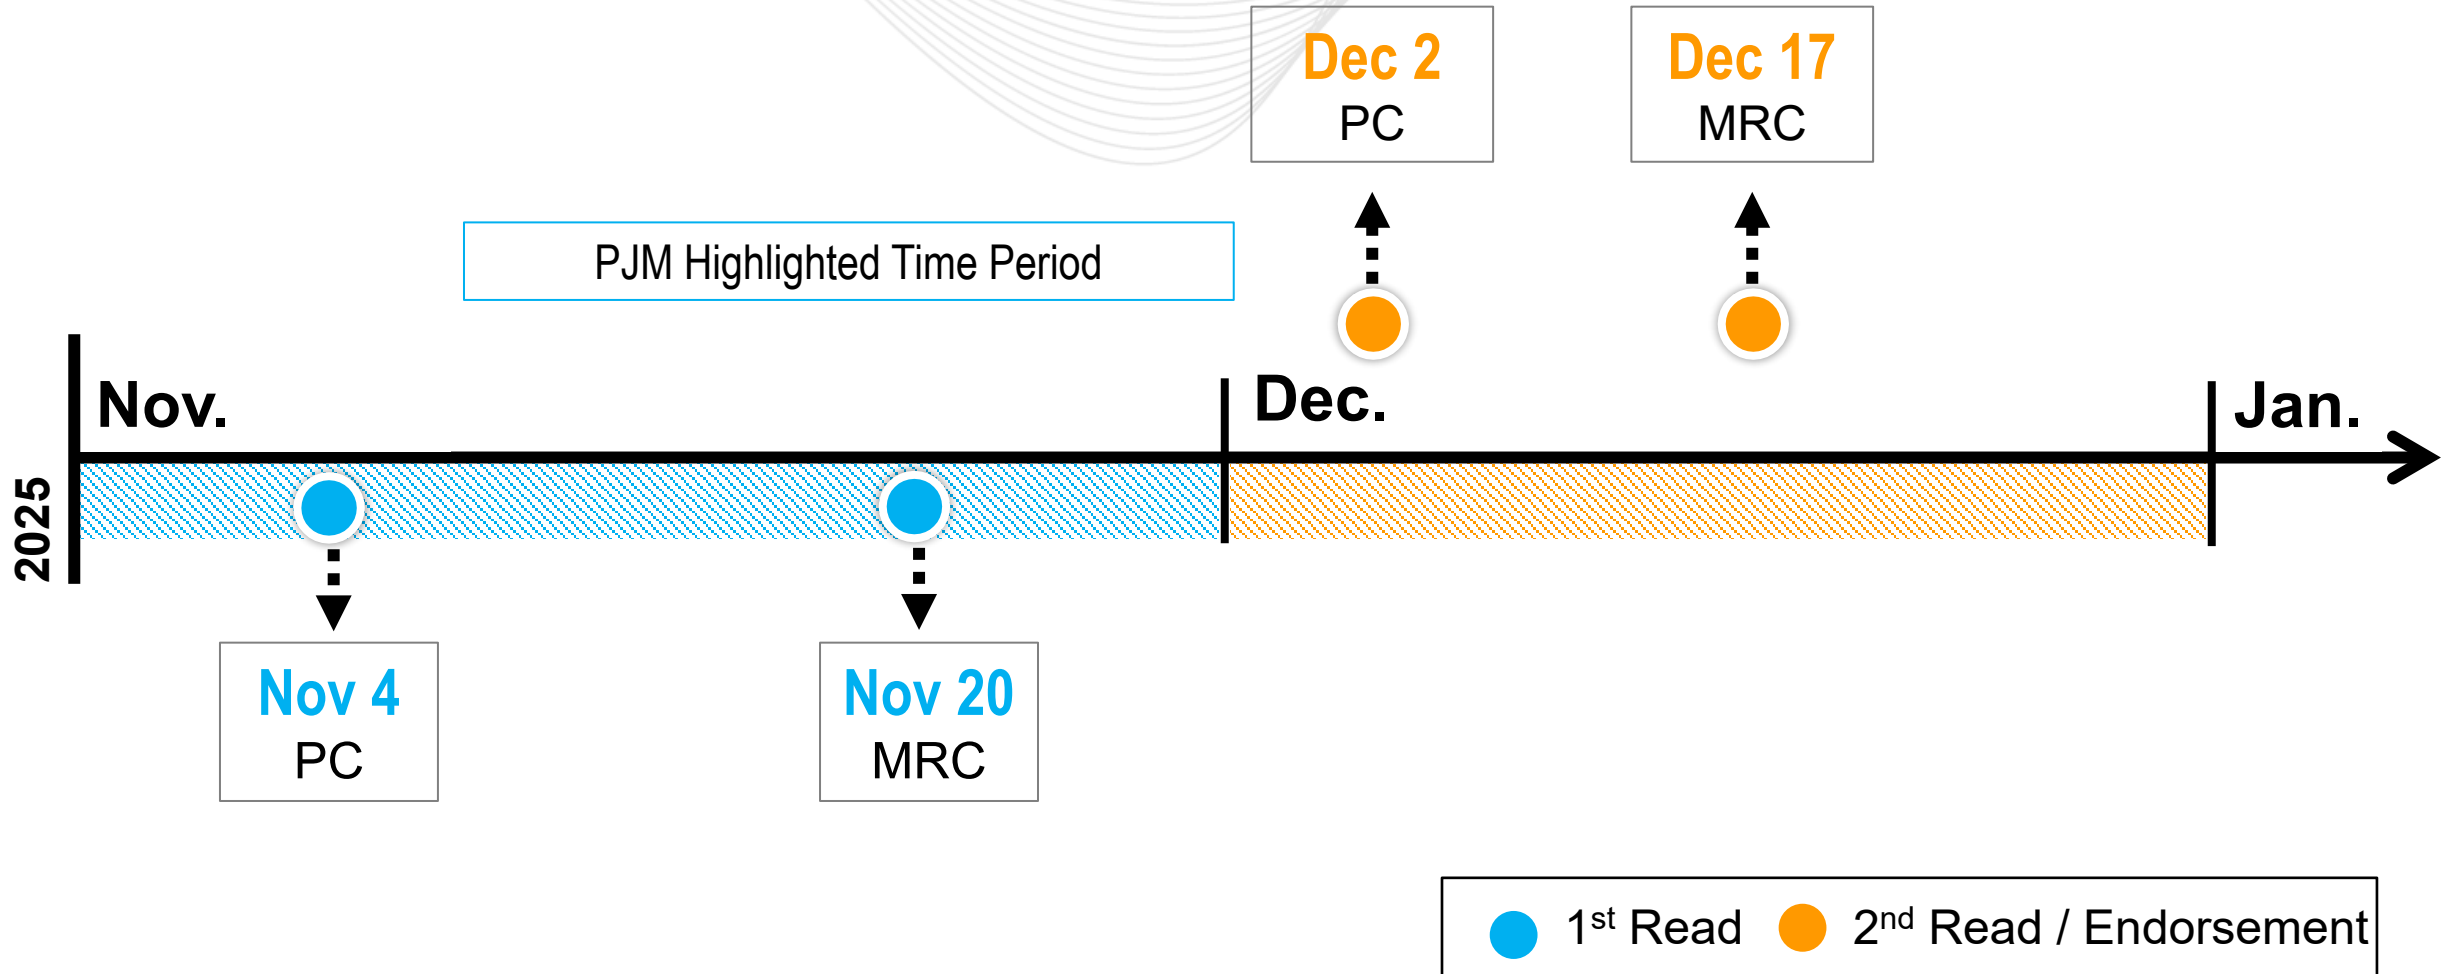 Dec 2
PC
Dec 17
MRC
PJM Highlighted Time Period
Nov.
Dec.
Jan.
2025
Nov 4
PC
Nov 20
MRC
1st Read
2nd Read / Endorsement